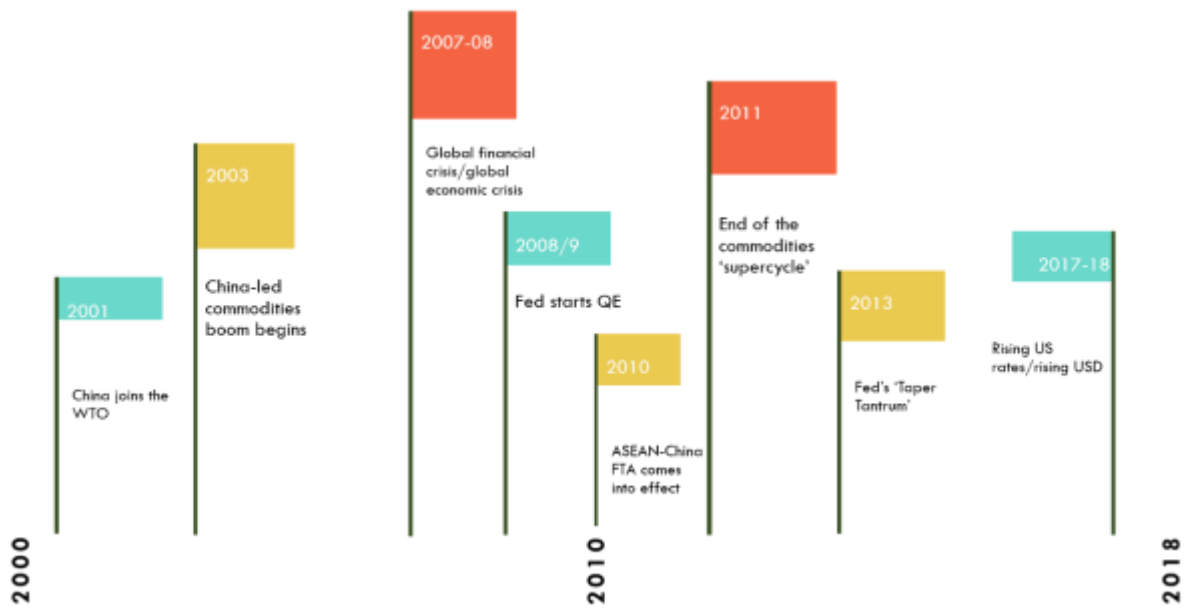 2007-08
Global financial
crisis/global
economic crisis
2011
End of the
commodities
‘supercycle’
2003
China-led
commodities
boom begins
2008/9
Fed starts QE
2017-18
Rising US
rates/rising USD
2001
China joins the
WTO
2013
Fed’s ‘Taper
Tantrum’
2010
ASEAN-China
FTA comes
into effect
2000
2010
2018